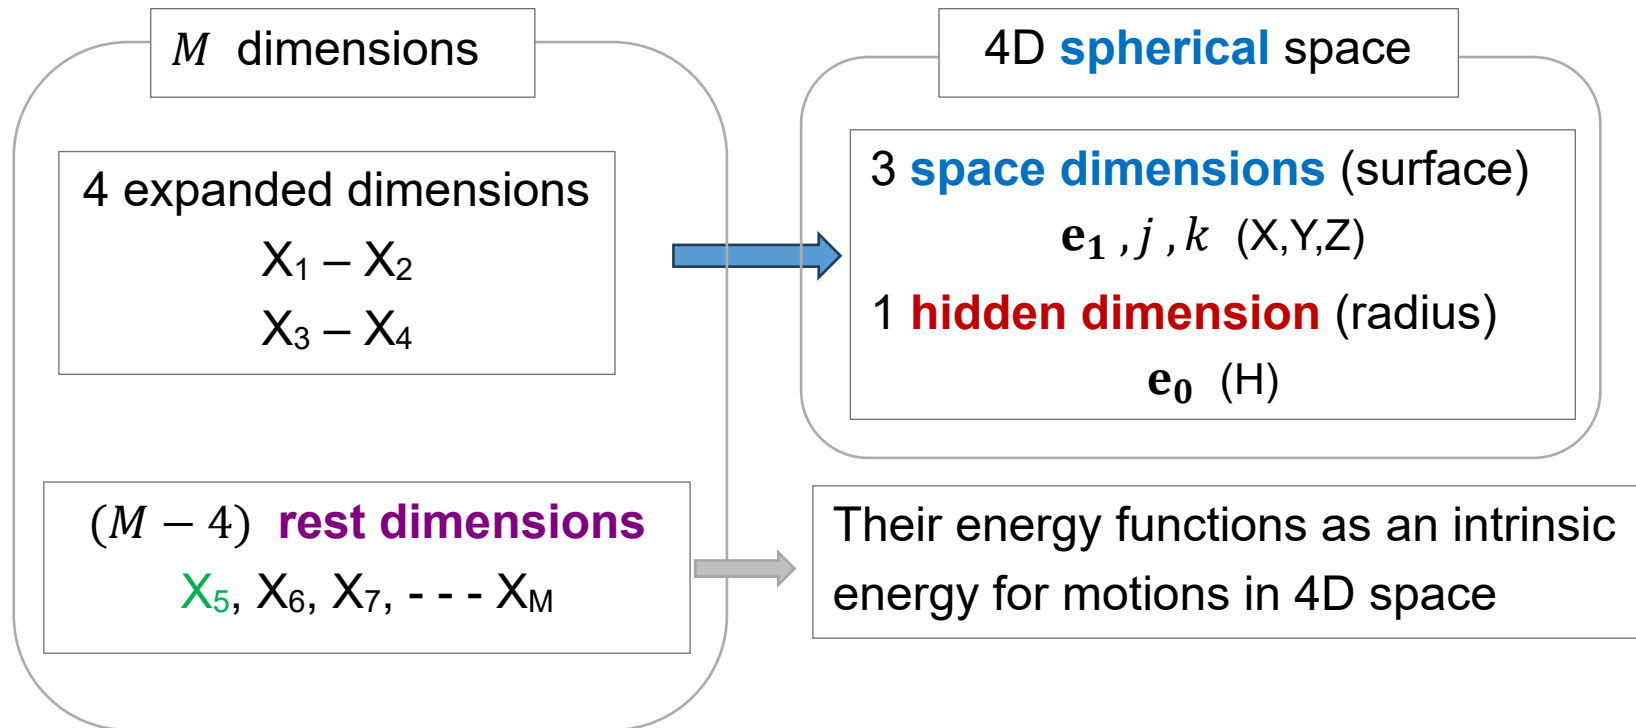 M dimensions
4 expanded dimensions
X₁ – X₂
X₃ – X₄
(M − 4) rest dimensions
X₅, X₆, X₇, - - - X_M
4D spherical space
3 space dimensions (surface)
e₁ , j , k (X,Y,Z)
1 hidden dimension (radius)
e₀ (H)
Their energy functions as an intrinsic
energy for motions in 4D space